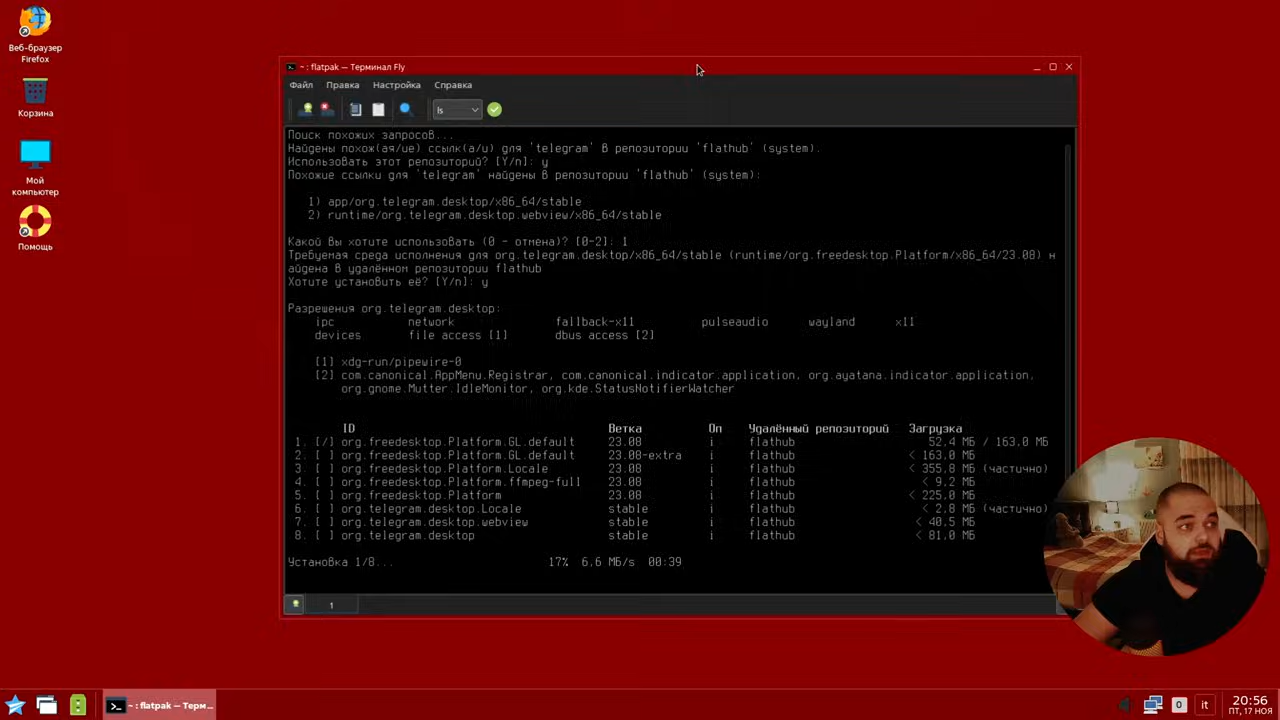 Веб-браузер
Firefox
Корзина
Мой
компьютер
Помощь
~ : flatpak — Терминал Fly
Файл Правка Настройка Справка
ls
Поиск похожих запросов...
Найдены похож(ая/ие) ссылк(а/и) для 'telegram' в репозитории 'flathub' (system).
Использовать этот репозиторий? [Y/n]: y
Похожие ссылки для 'telegram' найдены в репозитории 'flathub' (system):
1) app/org.telegram.desktop/x86_64/stable
2) runtime/org.telegram.desktop.webview/x86_64/stable
Какой вы хотите использовать (0 - отмена)? [0-2]: 1
Требуемая среда исполнения для org.telegram.desktop/x86_64/stable (runtime/org.freedesktop.Platform/x86_64/23.08) н
айдена в удалённом репозитории flathub
Хотите установить её? [Y/n]: y
Разрешения org.telegram.desktop:
ipc network fallback-x11 pulseaudio wayland x11
devices file access [1] dbus access [2]
[1] xdg-run/pipewire-0
[2] com.canonical.AppMenu.Registrar, com.canonical.indicator.application, org.ayatana.indicator.application,
org.gnome.Mutter.IdleMonitor, org.kde.StatusNotifierWatcher
ID Ветка Оп Удалённый репозиторий Загрузка
1. [/] org.freedesktop.Platform.GL.default 23.08 i flathub 52,4 МБ / 163,0 МБ
2. [ ] org.freedesktop.Platform.GL.default 23.08-extra i flathub < 163,0 МБ
3. [ ] org.freedesktop.Platform.Locale 23.08 i flathub < 355,8 МБ (частично)
4. [ ] org.freedesktop.Platform.ffmpeg-full 23.08 i flathub < 9,2 МБ
5. [ ] org.freedesktop.Platform 23.08 i flathub < 225,0 МБ
6. [ ] org.telegram.desktop.Locale stable i flathub < 2,8 МБ (частично)
7. [ ] org.telegram.desktop.webview stable i flathub < 40,5 МБ
8. [ ] org.telegram.desktop stable i flathub < 81,0 МБ
Установка 1/8... 17% 6,6 МБ/s 00:39
1
~ : flatpak — Терм...
0
it
20:56
ПТ, 17 НОЯ